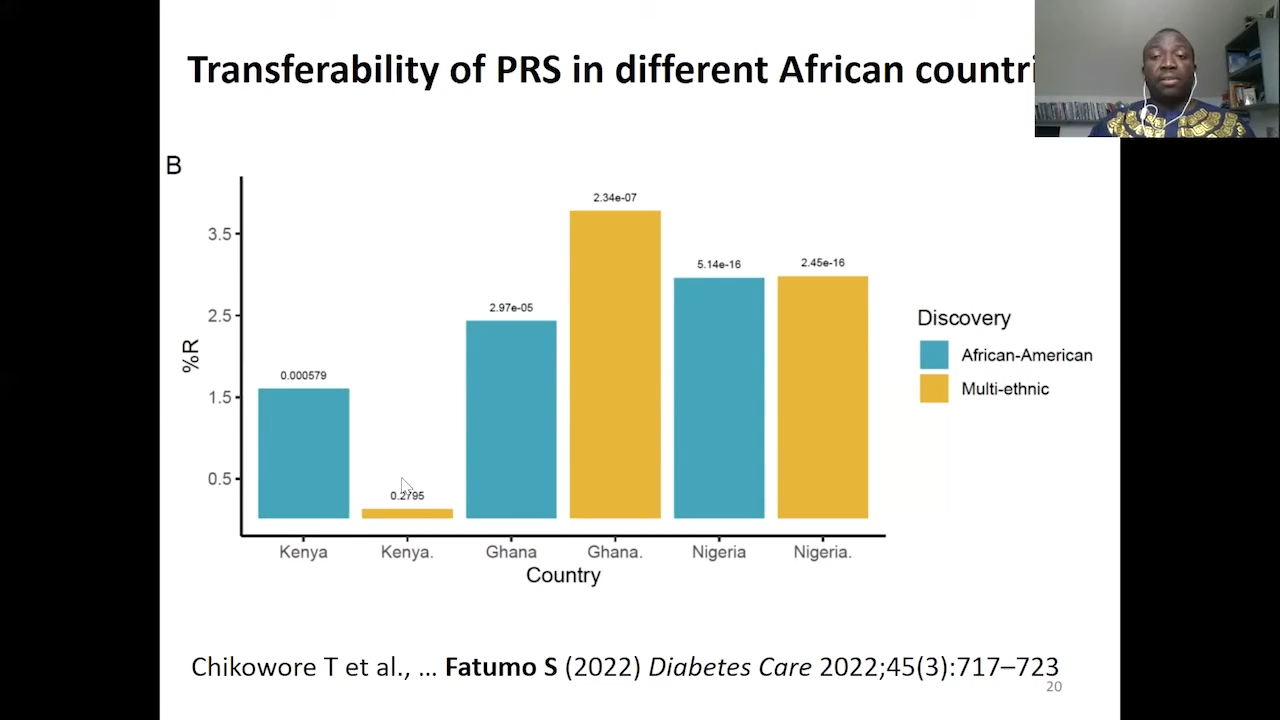 Transferability of PRS in different African countri
B
2.34e-07
3.5
5.14e-16
2.45e-16
2.97e-05
2.5
Discovery
%R
African-American
0.000579
Multi-ethnic
1.5
0.5
0.2795
Kenya Kenya. Ghana Ghana. Nigeria Nigeria.
Country
Chikowore T et al., ... Fatumo S (2022) Diabetes Care 2022;45(3):717–723
20